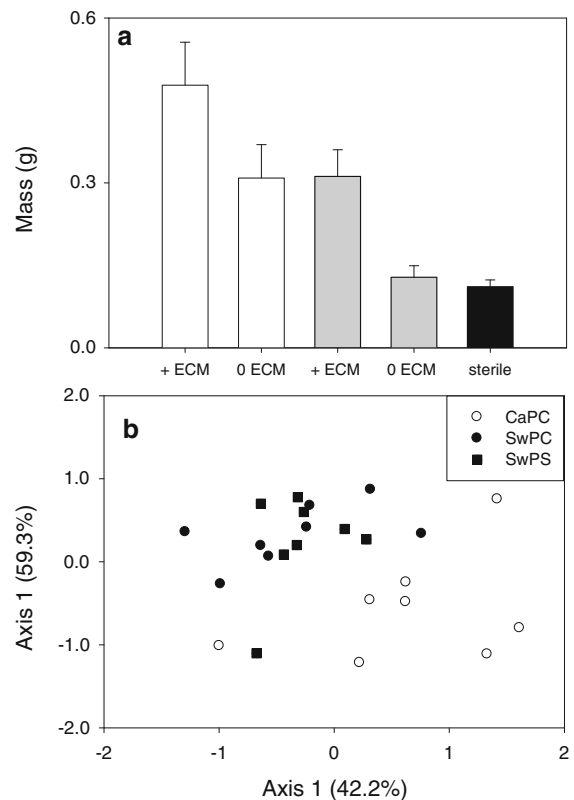 a
0.6
0.3
0.0
Mass (g)
+ ECM 0 ECM + ECM 0 ECM sterile
b
CaPC
SwPC
SwPS
2.0
1.0
0.0
-1.0
-2.0
Axis 1 (59.3%)
-2 -1 0 1 2
Axis 1 (42.2%)